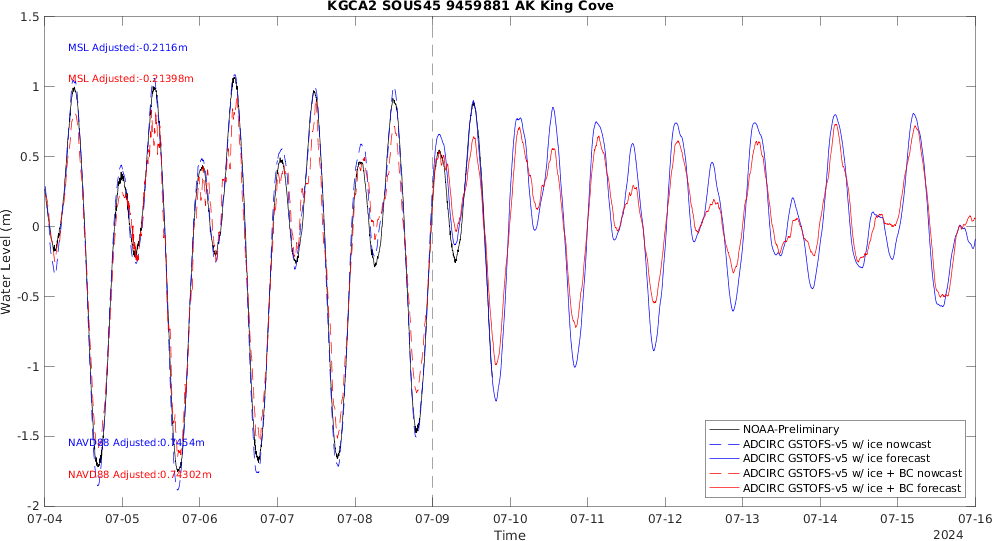 KGCA2 SOUS45 9459881 AK King Cove
1.5
MSL Adjusted:-0.2116m
MSL Adjusted:-0.21398m
1
0.5
0
Water Level (m)
-0.5
-1
-1.5
NAVD88 Adjusted:0.7454m
NAVD88 Adjusted:0.74302m
-2
NOAA-Preliminary
ADCIRC GSTOFS-v5 w/ ice nowcast
ADCIRC GSTOFS-v5 w/ ice forecast
ADCIRC GSTOFS-v5 w/ ice + BC nowcast
ADCIRC GSTOFS-v5 w/ ice + BC forecast
07-04 07-05 07-06 07-07 07-08 07-09 07-10 07-11 07-12 07-13 07-14 07-15 07-16
Time
2024